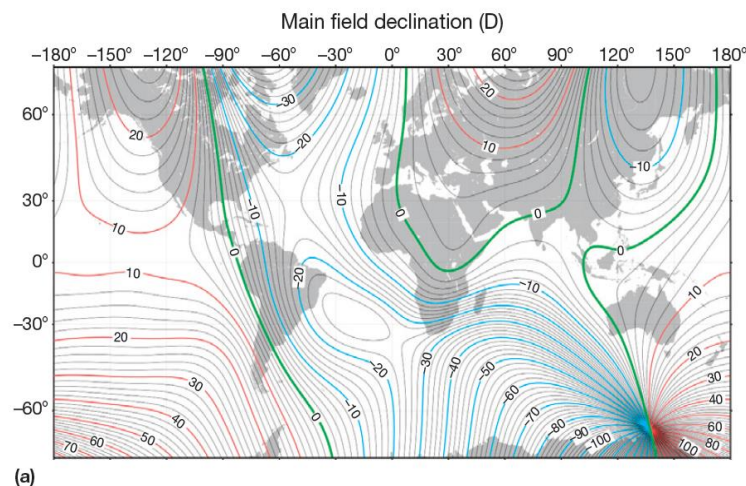 Main field declination (D)
–180° –150° –120° –90° –60° –30° 0° 30° 60° 90° 120° 150° 180°
–30 20
60° 20 –20 10 –10
30° 10 –10 –10 0 0
0° 10 0 –20 –10 –10 0
–30° 20 –20 –30 –40 –50 20
30 –60 30
–60° 40 0 –10 –70 –80 40
70 60 50 –90 –100 60 80 100
(a)